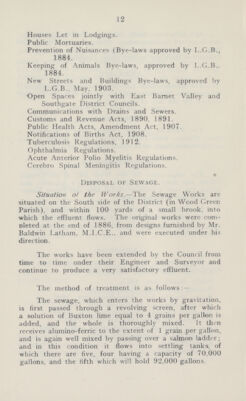 12
Houses Let in Lodgings.
Public Mortuaries.
Prevention of Nuisances (Bye-laws approved by L.G.B.,
1884.
Keeping of Animals Bye-laws, approved by L.G.B.,
1884.
New Streets and Buildings Bye-laws, approved by
L.G.B., May, 1903.
Open Spaces jointly with East Barnet Valley and
Southgate District Councils.
Communications with Drains and Sewers.
Customs and Revenue Acts, 1890, 1891.
Public Health Acts, Amendment Act, 1907.
Notifications of Births Act, 1908.
Tuberculosis Regulations, 1912.
Ophthalmia Regulations.
Acute Anterior Polio Myelitis Regulations.
Cerebro Spinal Meningitis Regulations.
Disposal of Sewage.
Situation of the Works.—The Sewage Works are
situated on the South side of the District (in Wood Green
Parish), and within 100 yards of a small brook, into
which the effluent flows. The original works were com-
pleted at the end of 1886, from designs furnished by Mr.
Baldwin Latham, M.I.C.E., and were executed under his
direction.
The works have been extended by the Council from
time to time under their Engineer and Surveyor and
continue to produce a very satisfactory effluent.
The method of treatment is as follows:—
The sewage, which enters the works by gravitation,
is first passed through a revolving screen, after which
a solution of Buxton lime equal to 4 grains per gallon is
added, and the whole is thoroughly mixed. It then
receives alumino-ferric to the extent of 1 grain per gallon,
and is again well mixed by passing over a salmon ladder;
and in this condition it flows into settling tanks, of
which there are five, four having a capacity of 70,000
gallons, and the fifth which will hold 92,000 gallons.